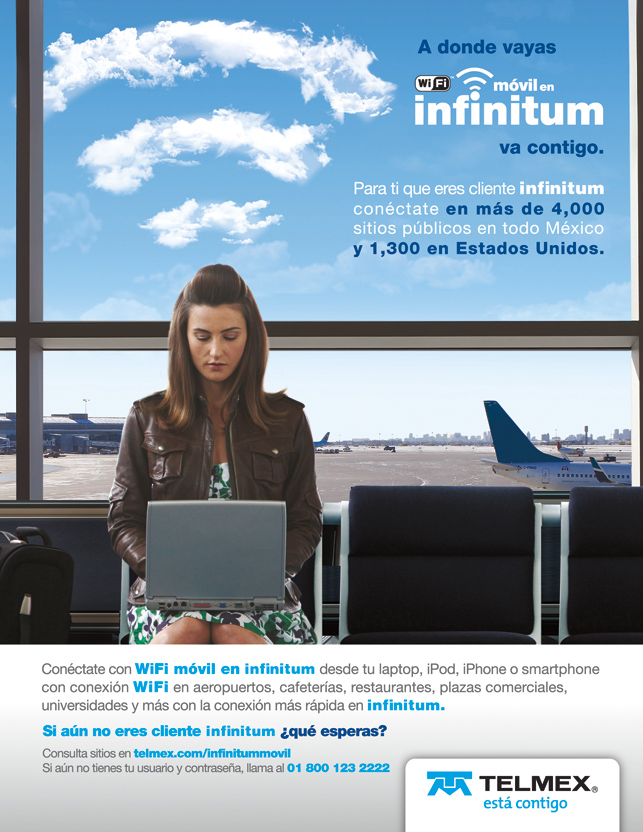 A donde vayas
WiFi móvil en
infinitum
va contigo.
Para ti que eres cliente infinitum
conéctate en más de 4,000
sitios públicos en todo México
y 1,300 en Estados Unidos.
Conéctate con WiFi móvil en infinitum desde tu laptop, iPod, iPhone o smartphone
con conexión WiFi en aeropuertos, cafeterías, restaurantes, plazas comerciales,
universidades y más con la conexión más rápida en infinitum.
Si aún no eres cliente infinitum ¿qué esperas?
Consulta sitios en telmex.com/infinitummovil
Si aún no tienes tu usuario y contraseña, llama al 01 800 123 2222
TELMEX®
está contigo